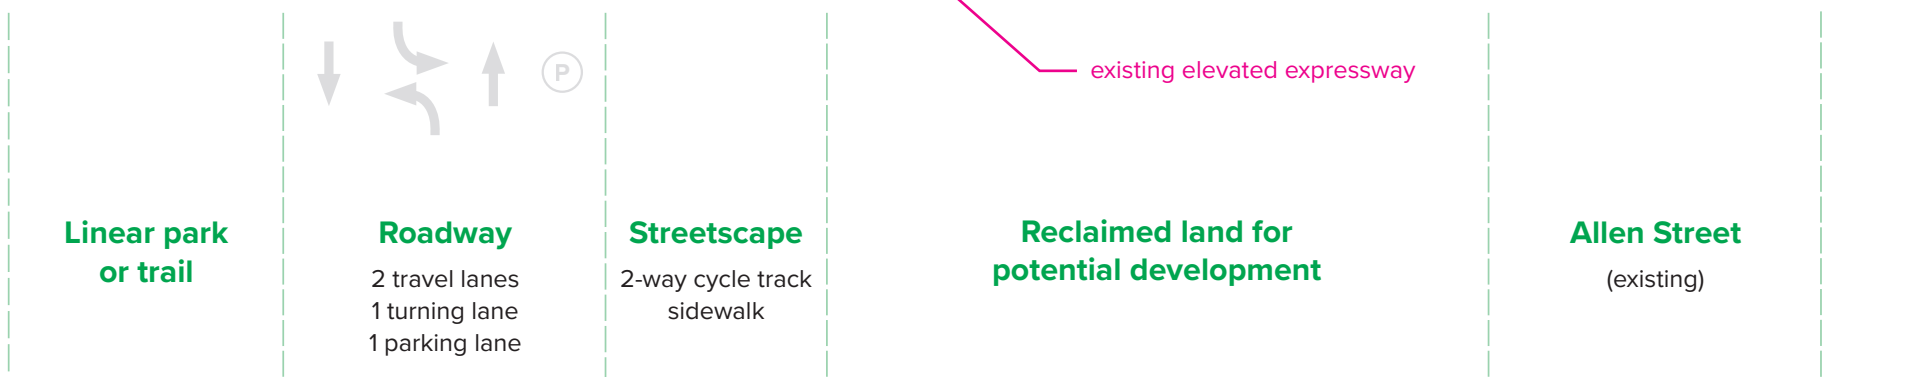 P
existing elevated expressway
Linear park
or trail
Roadway
2 travel lanes
1 turning lane
1 parking lane
Streetscape
2-way cycle track
sidewalk
Reclaimed land for
potential development
Allen Street
(existing)